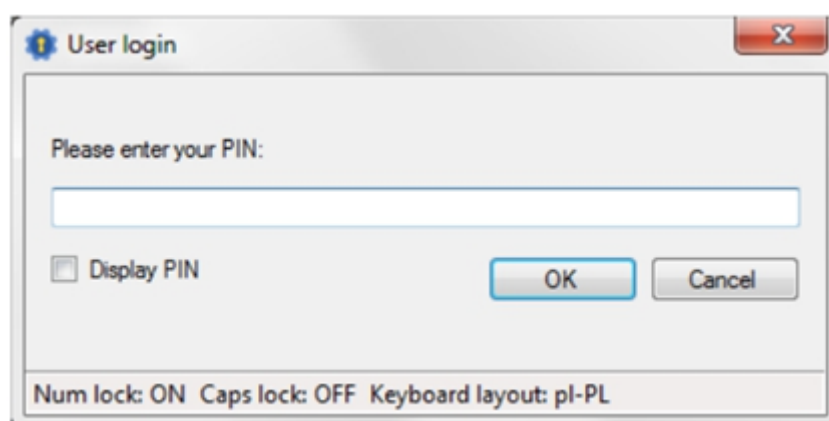 User login
Please enter your PIN:
Display PIN
OK Cancel
Num lock: ON Caps lock: OFF Keyboard layout: pl-PL